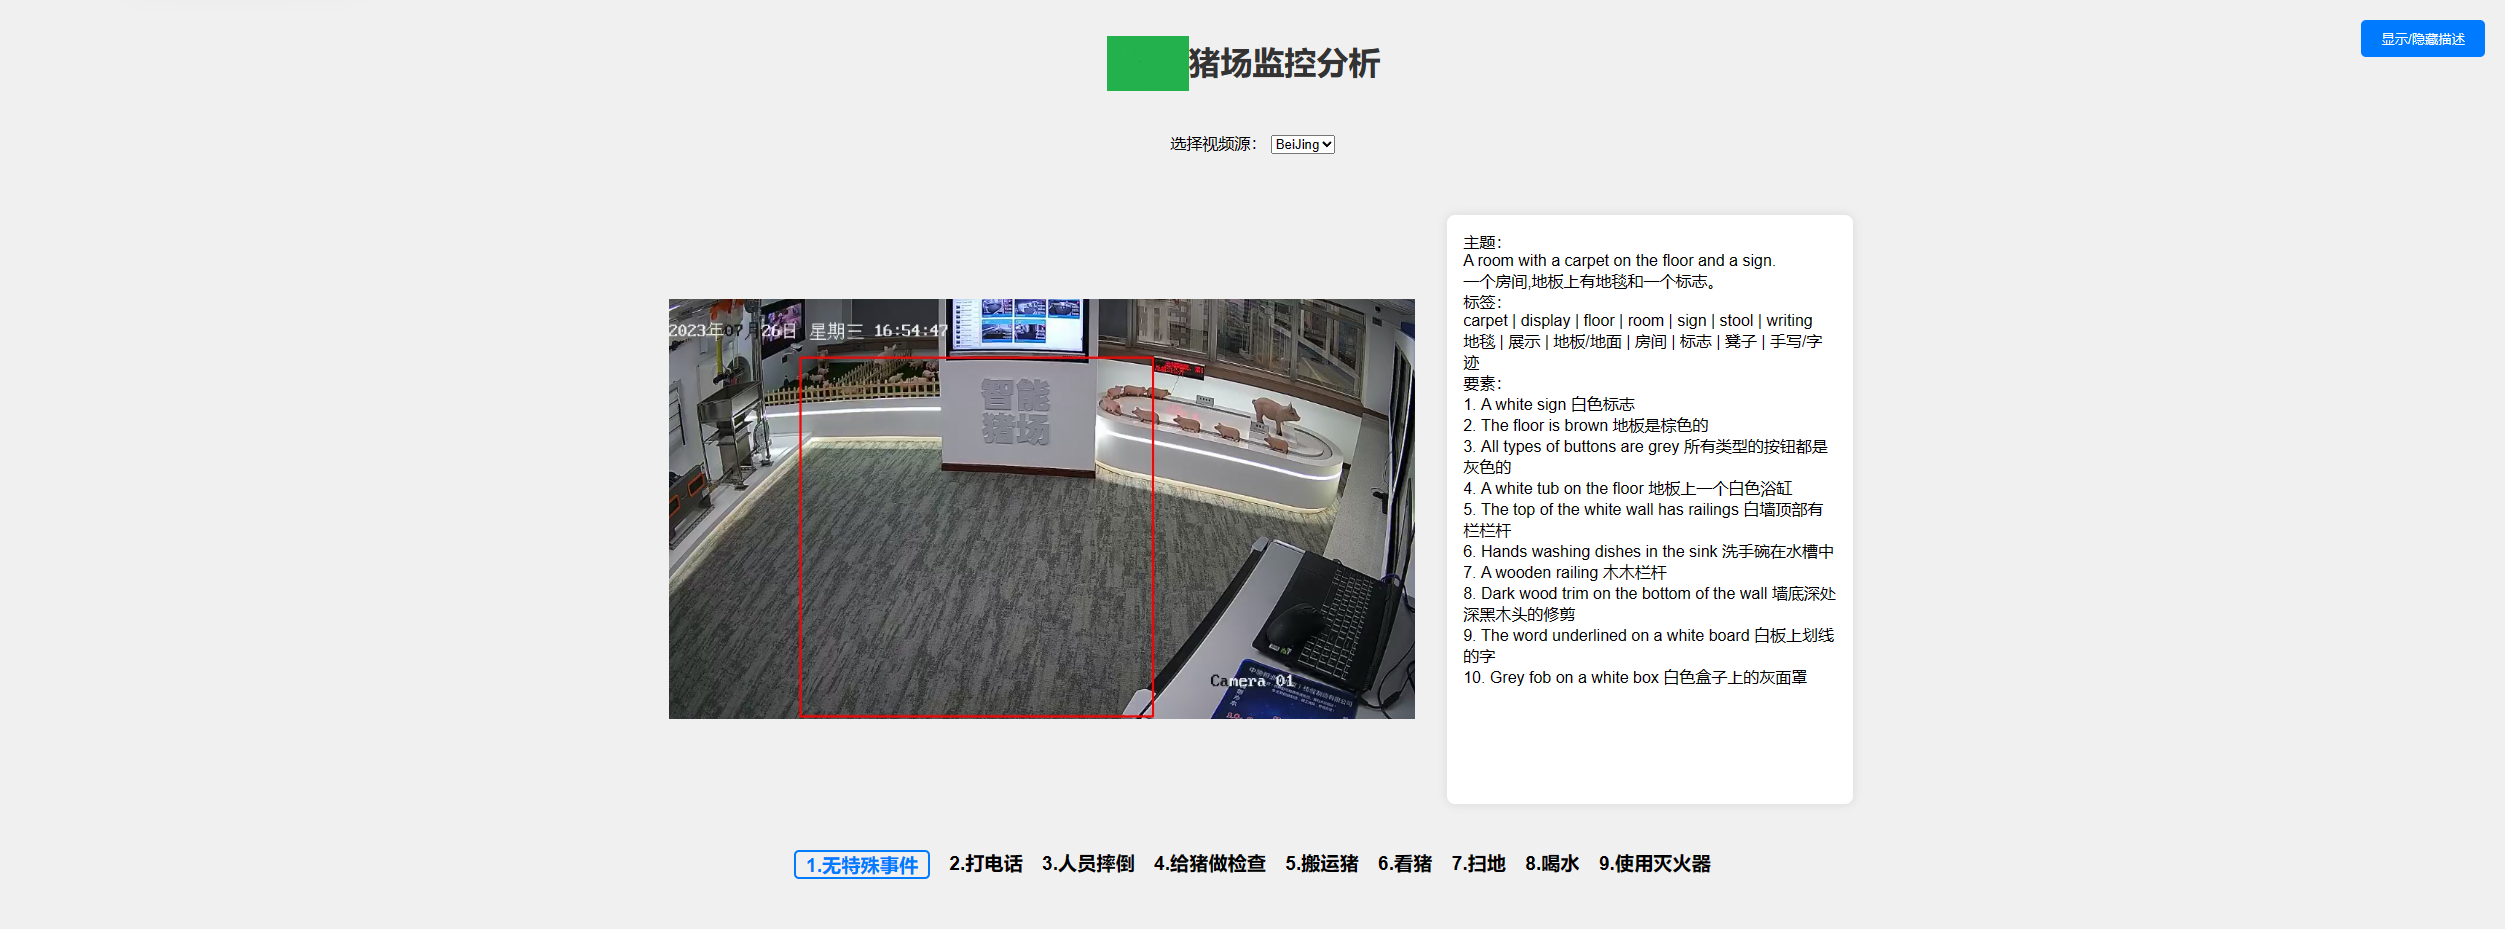 显示/隐藏描述
猪场监控分析
选择视频源： BeiJing
2023年07月26日 星期三 16:54:47
智能
猪场
Camera 01
主题：
A room with a carpet on the floor and a sign.
一个房间,地板上有地毯和一个标志。
标签：
carpet | display | floor | room | sign | stool | writing
地毯 | 展示 | 地板/地面 | 房间 | 标志 | 凳子 | 手写/字
迹
要素：
1. A white sign 白色标志
2. The floor is brown 地板是棕色的
3. All types of buttons are grey 所有类型的按钮都是
灰色的
4. A white tub on the floor 地板上一个白色浴缸
5. The top of the white wall has railings 白墙顶部有
栏栏杆
6. Hands washing dishes in the sink 洗手碗在水槽中
7. A wooden railing 木木栏杆
8. Dark wood trim on the bottom of the wall 墙底深处
深黑木头的修剪
9. The word underlined on a white board 白板上划线
的字
10. Grey fob on a white box 白色盒子上的灰面罩
1.无特殊事件 2.打电话 3.人员摔倒 4.给猪做检查 5.搬运猪 6.看猪 7.扫地 8.喝水 9.使用灭火器